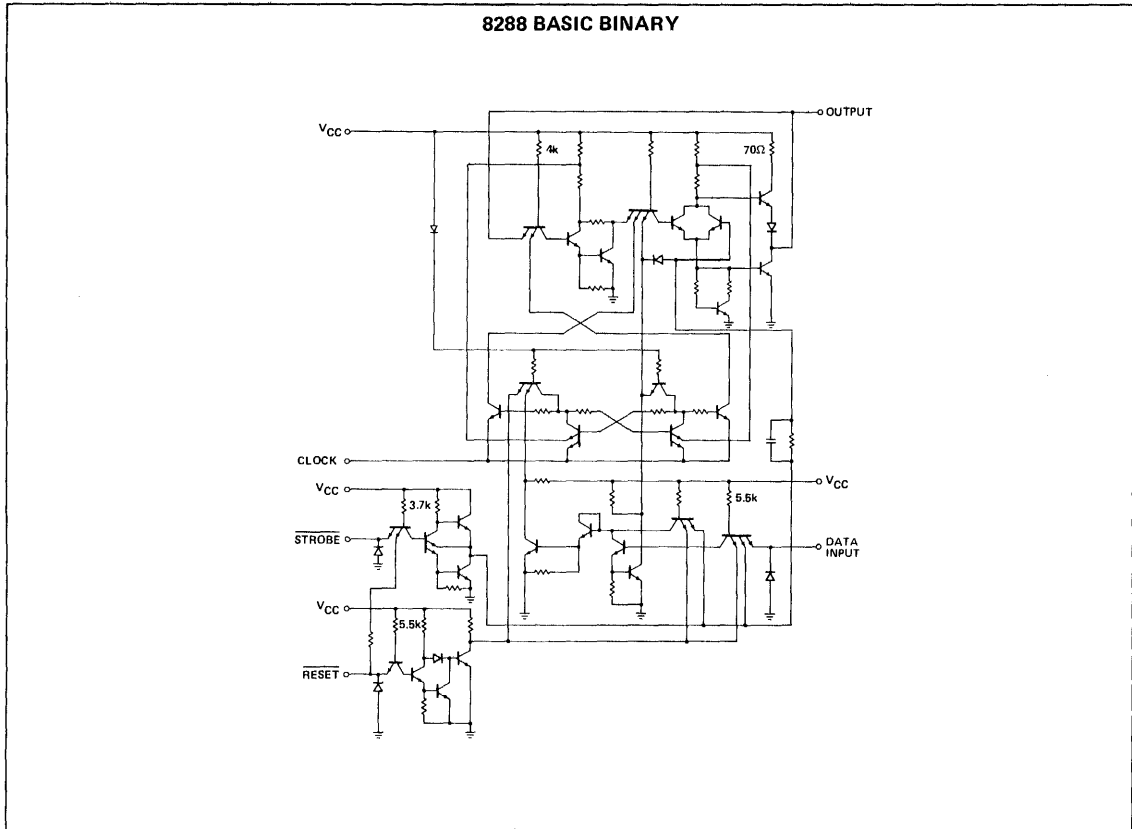 8288 BASIC BINARY
OUTPUT
VCC
4k
70Ω
CLOCK
VCC
VCC
3.7k
5.5k
STROBE
DATA
INPUT
VCC
5.5k
RESET